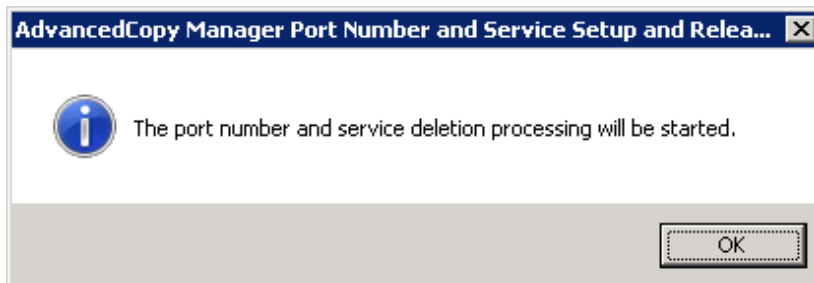 AdvancedCopy Manager Port Number and Service Setup and Relea...
The port number and service deletion processing will be started.
OK